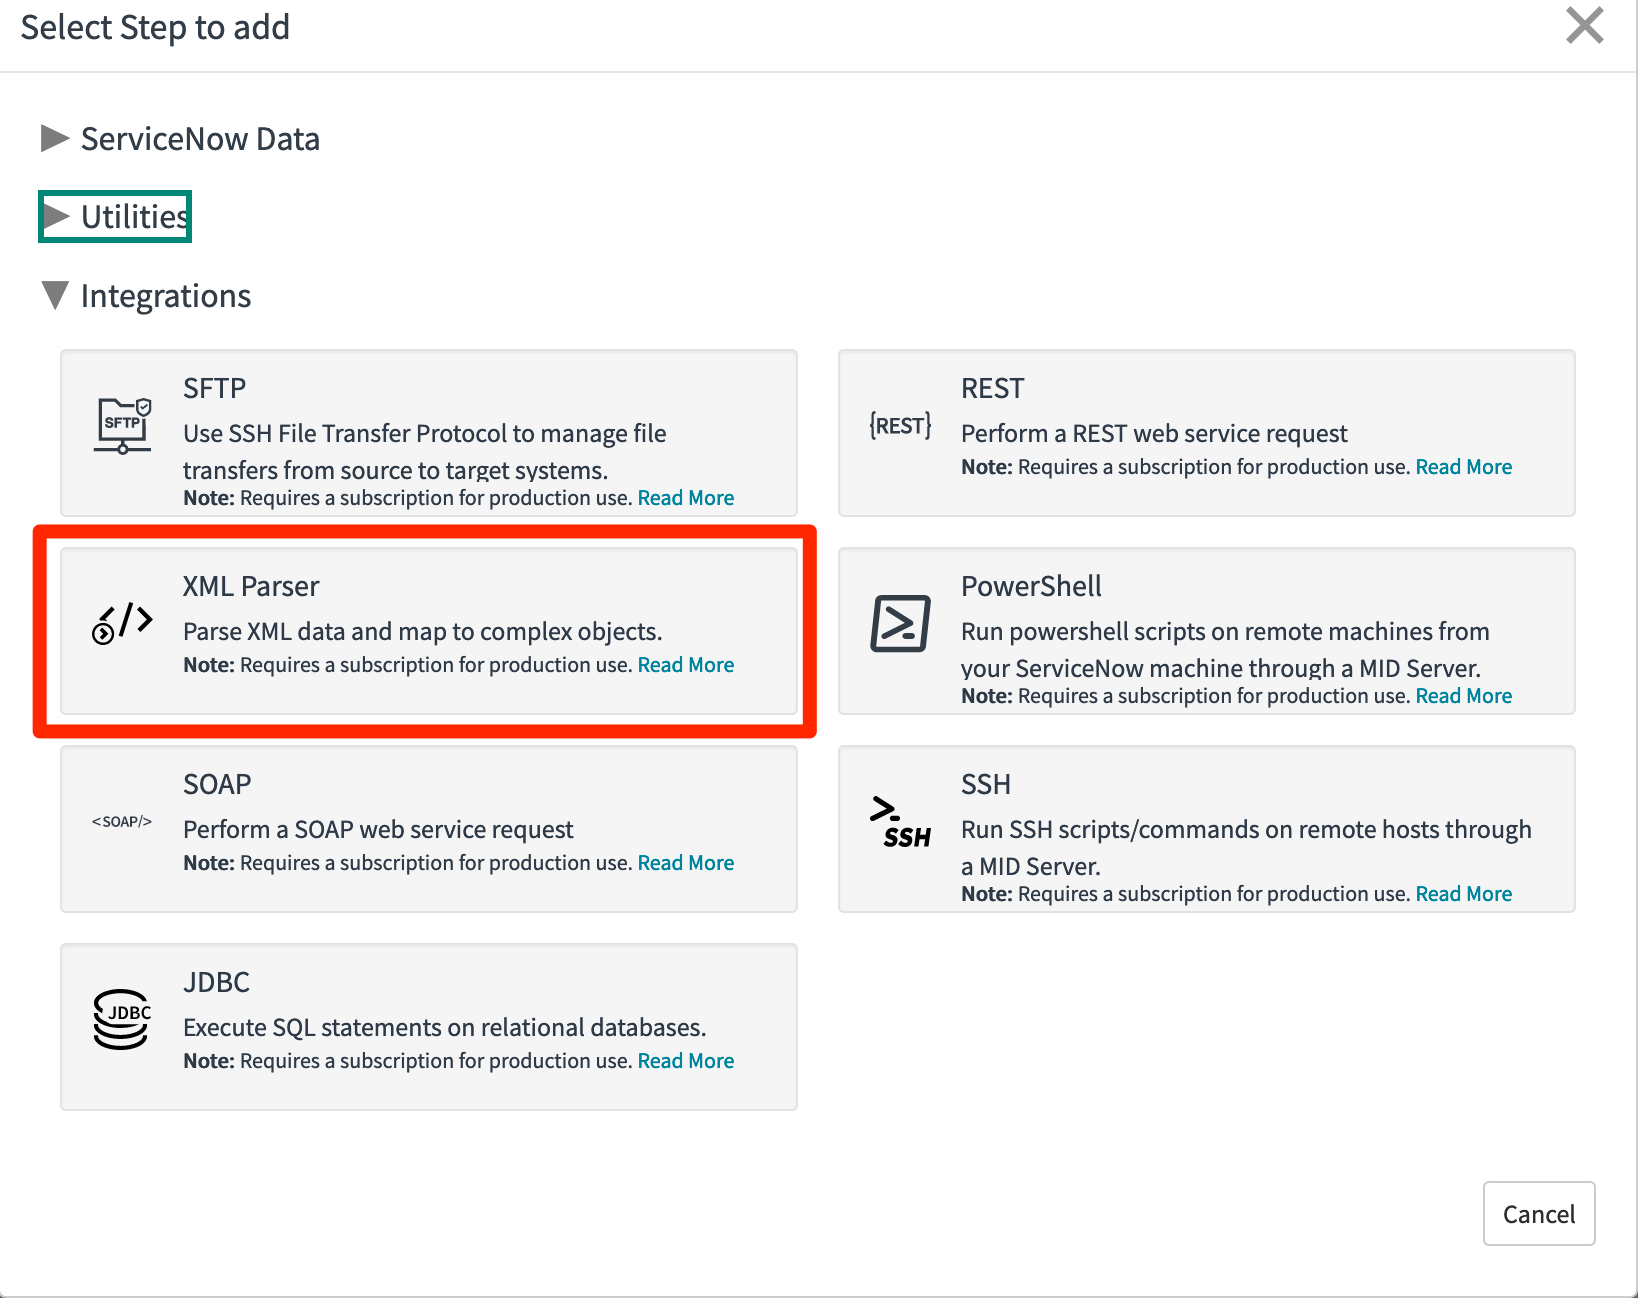 Select Step to add
ServiceNow Data
Utilities
Integrations
SFTP
SFTP
Use SSH File Transfer Protocol to manage file
transfers from source to target systems.
Note: Requires a subscription for production use. Read More
{REST}
REST
Perform a REST web service request
Note: Requires a subscription for production use. Read More
XML Parser
Parse XML data and map to complex objects.
Note: Requires a subscription for production use. Read More
PowerShell
Run powershell scripts on remote machines from
your ServiceNow machine through a MID Server.
Note: Requires a subscription for production use. Read More
<SOAP/>
SOAP
Perform a SOAP web service request
Note: Requires a subscription for production use. Read More
SSH
SSH
Run SSH scripts/commands on remote hosts through
a MID Server.
Note: Requires a subscription for production use. Read More
JDBC
JDBC
Execute SQL statements on relational databases.
Note: Requires a subscription for production use. Read More
Cancel